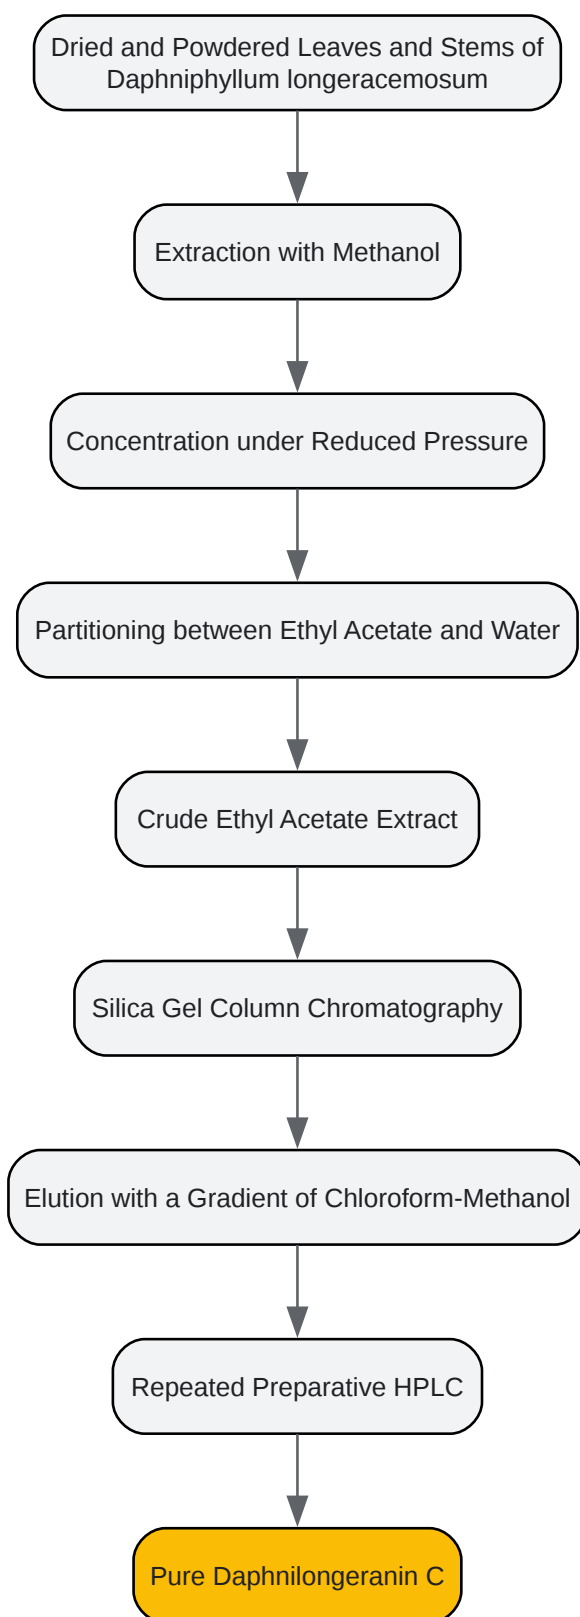 Dried and Powdered Leaves and Stems of
Daphniphyllum longeracemosum
Extraction with Methanol
Concentration under Reduced Pressure
Partitioning between Ethyl Acetate and Water
Crude Ethyl Acetate Extract
Silica Gel Column Chromatography
Elution with a Gradient of Chloroform-Methanol
Repeated Preparative HPLC
Pure Daphnilongeranin C